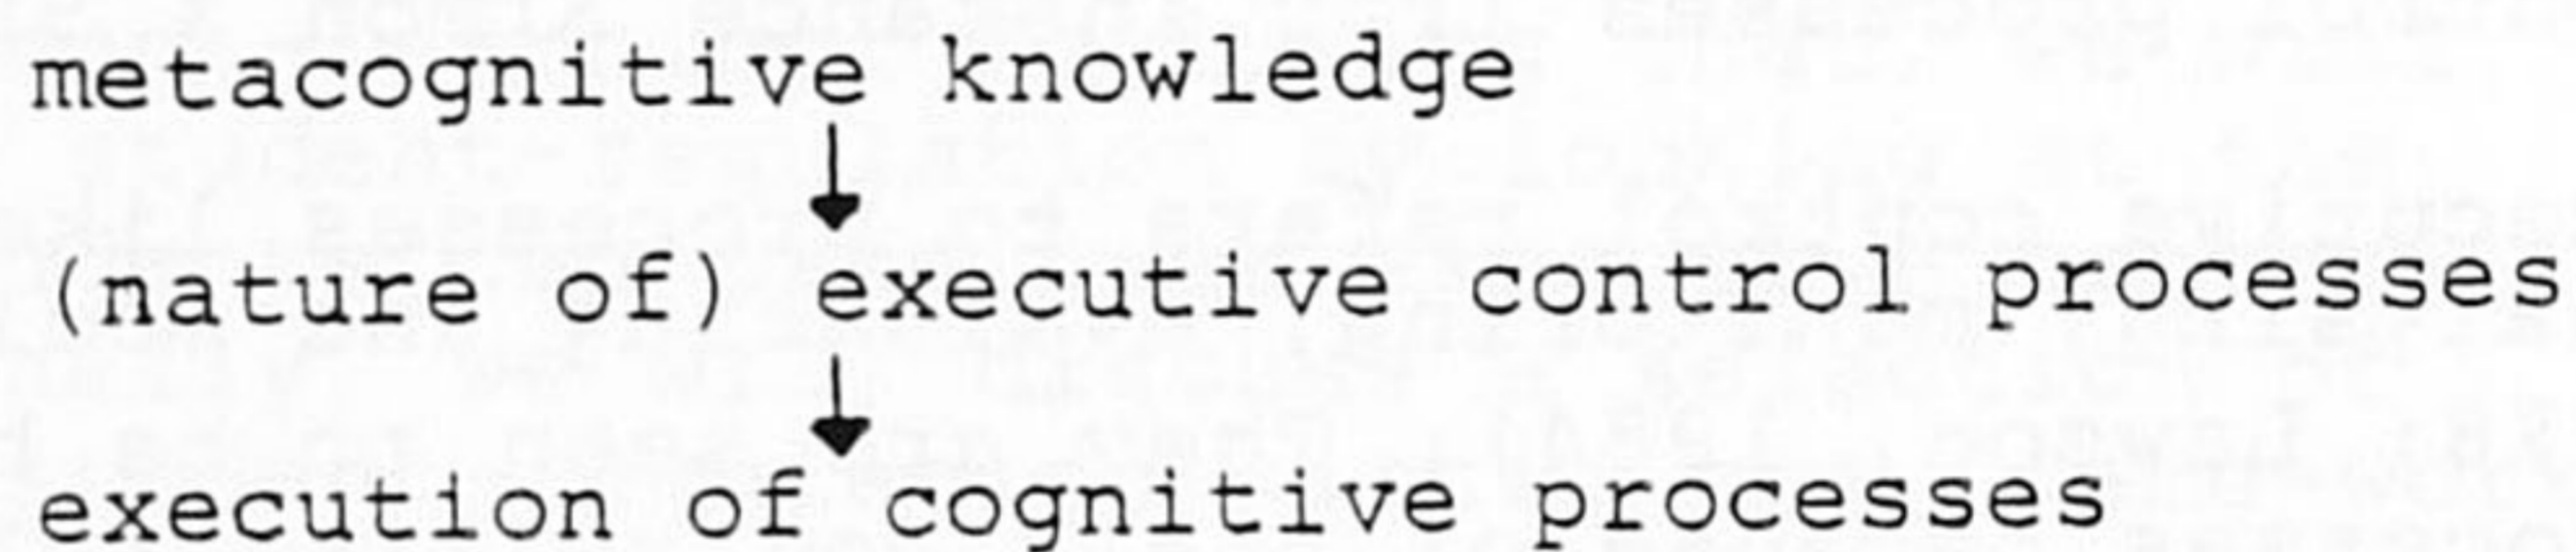 metacognitive knowledge
(nature of) executive control processes
execution of cognitive processes